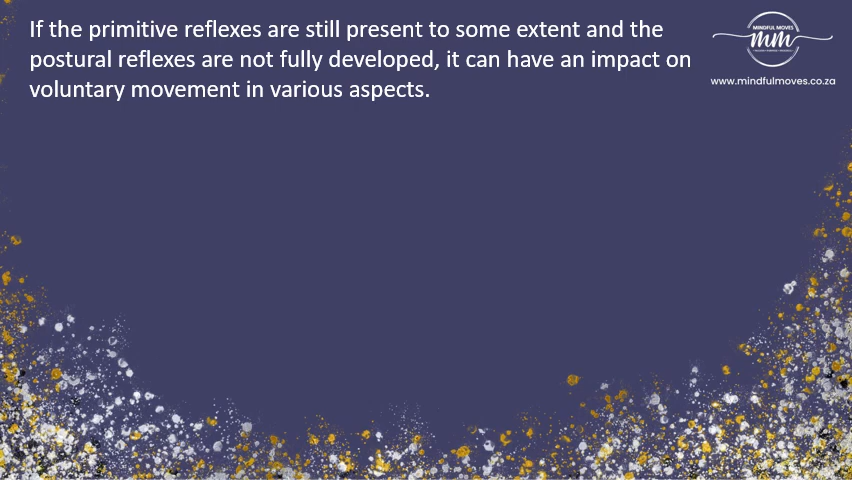 If the primitive reflexes are still present to some extent and the
postural reflexes are not fully developed, it can have an impact on
voluntary movement in various aspects.
MINDFUL MOVES
mm
www.mindfulmoves.co.za